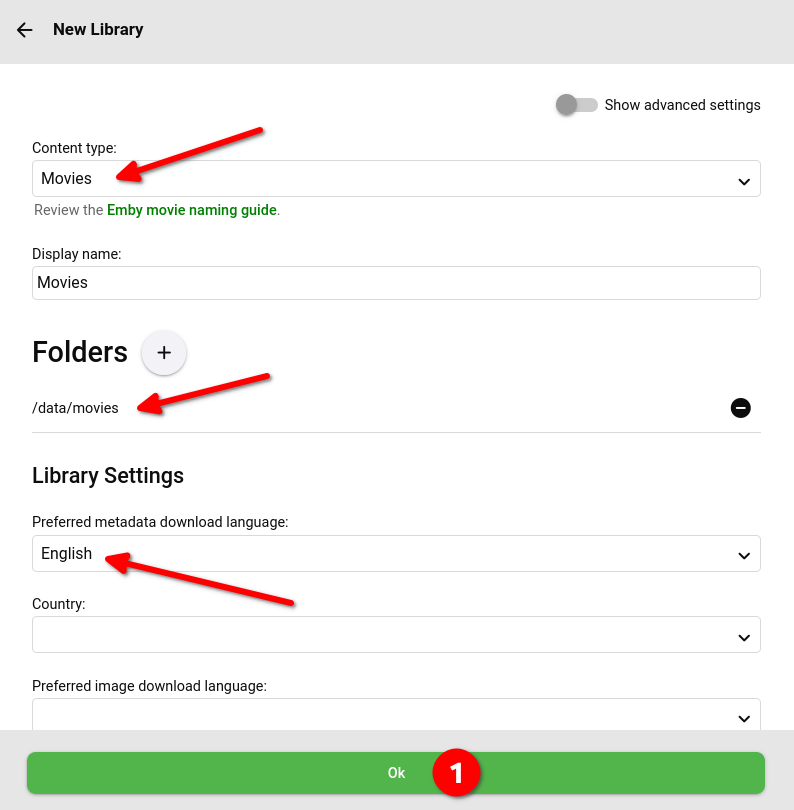 New Library
Show advanced settings
Content type:
Movies
Review the Emby movie naming guide.
Display name:
Movies
Folders
/data/movies
Library Settings
Preferred metadata download language:
English
Country:
Preferred image download language:
Ok 1